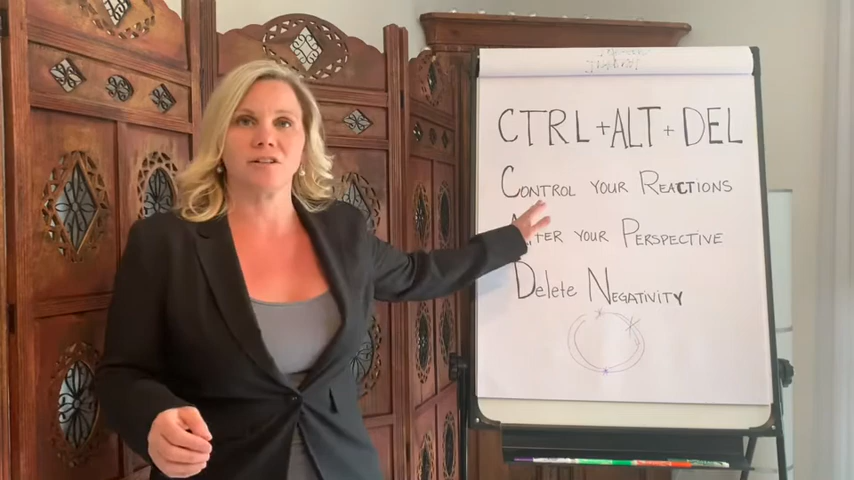 CTRL+ALT+DEL
CONTROL YOUR REACTIONS
ALTER YOUR PERSPECTIVE
Delete NEGATIVITY